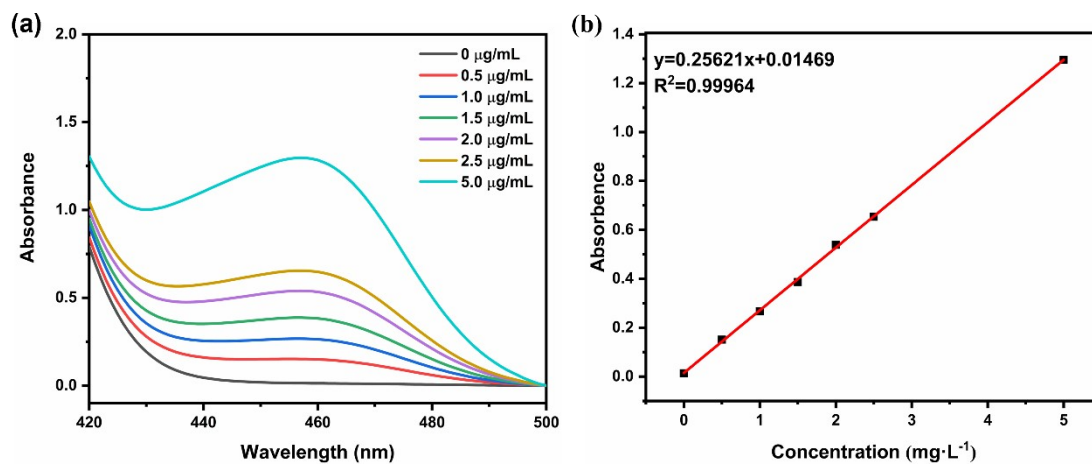 (a)
2.0
1.5
1.0
0.5
0.0
Absorbance
0 μg/mL
0.5 μg/mL
1.0 μg/mL
1.5 μg/mL
2.0 μg/mL
2.5 μg/mL
5.0 μg/mL
420
440
460
480
500
Wavelength (nm)
(b)
1.4
1.2
1.0
0.8
0.6
0.4
0.2
0.0
Absorbence
y=0.25621x+0.01469
R²=0.99964
0
1
2
3
4
5
Concentration (mg·L⁻¹)